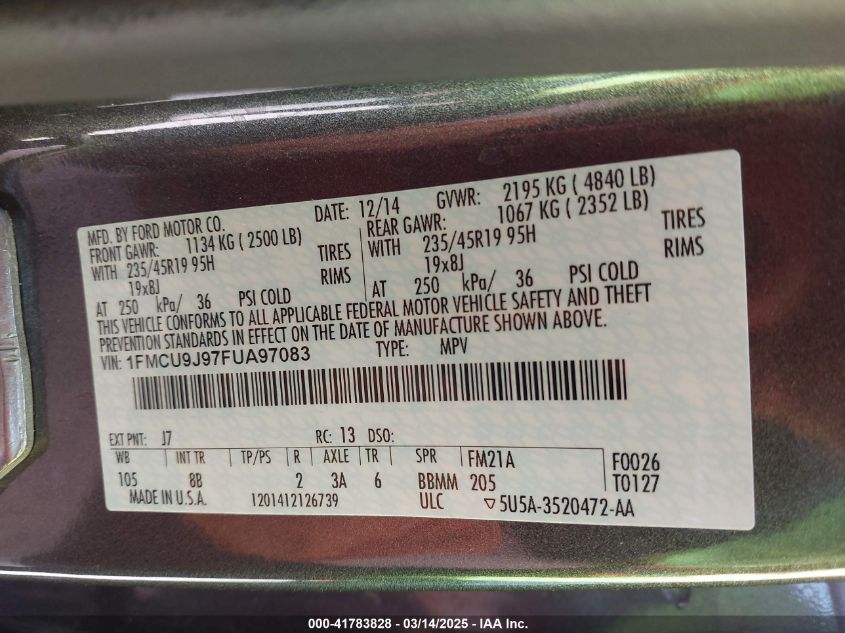 MFD. BY FORD MOTOR CO. DATE: 12/14 GVWR: 2195 KG ( 4840 LB)
FRONT GAWR: 1134 KG ( 2500 LB) REAR GAWR: 1067 KG ( 2352 LB)
WITH 235/45R19 95H TIRES WITH 235/45R19 95H TIRES
19x8J RIMS 19x8J RIMS
AT 250 kPa/ 36 PSI COLD AT 250 kPa/ 36 PSI COLD
THIS VEHICLE CONFORMS TO ALL APPLICABLE FEDERAL MOTOR VEHICLE SAFETY AND THEFT
PREVENTION STANDARDS IN EFFECT ON THE DATE OF MANUFACTURE SHOWN ABOVE.
VIN: 1FMCU9J97FUA97083 TYPE: MPV
EXT PNT: J7 RC: 13 DSO:
WB INT TR TP/PS R AXLE TR SPR FM21A F0026
105 8B 2 3A 6 BBMM 205 T0127
MADE IN U.S.A. 1201412126739 ULC ▽5U5A-3520472-AA
000-41783828 - 03/14/2025 - IAAI Inc.